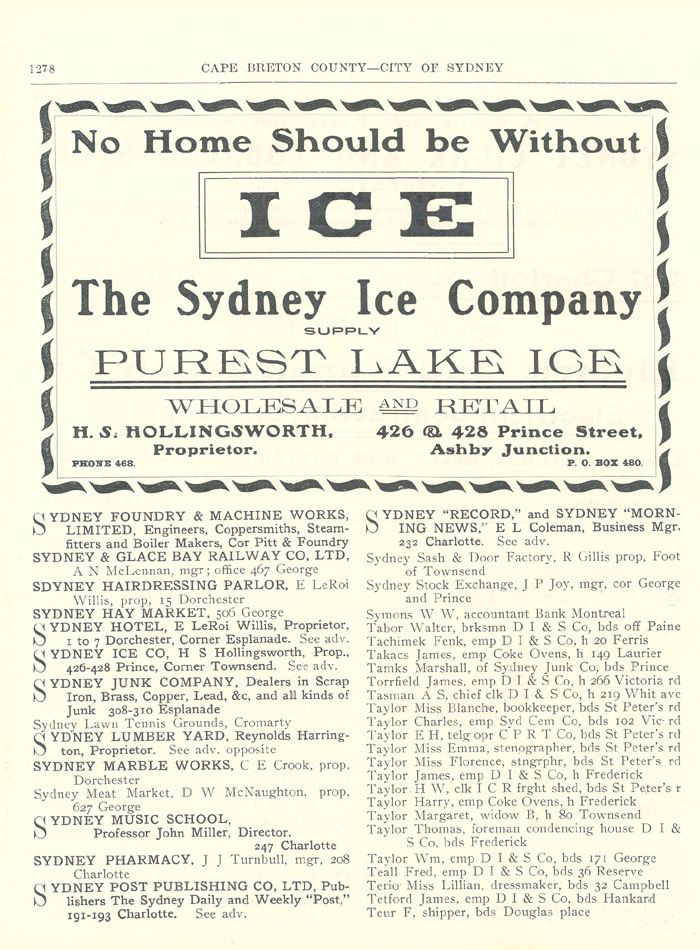 1278
CAPE BRETON COUNTY—CITY OF SYDNEY
No Home Should be Without
ICE
The Sydney Ice Company
SUPPLY
PUREST LAKE ICE
WHOLESALE AND RETAIL
H. S. HOLLINGSWORTH,
Proprietor.
PHONE 468.
426 & 428 Prince Street,
Ashby Junction.
P. O. BOX 480.
SYDNEY FOUNDRY & MACHINE WORKS,
LIMITED, Engineers, Coppersmiths, Steam-
fitters and Boiler Makers, Cor Pitt & Foundry
SYDNEY & GLACE BAY RAILWAY CO, LTD,
A N McLennan, mgr; office 467 George
SDYNEY HAIRDRESSING PARLOR, E LeRoi
Willis, prop, 15 Dorchester
SYDNEY HAY MARKET, 506 George
SYDNEY HOTEL, E LeRoi Willis, Proprietor,
1 to 7 Dorchester, Corner Esplanade. See adv.
SYDNEY ICE CO, H S Hollingsworth, Prop.,
426-428 Prince, Corner Townsend. See adv.
SYDNEY JUNK COMPANY, Dealers in Scrap
Iron, Brass, Copper, Lead, &c, and all kinds of
Junk 308-310 Esplanade
Sydney Lawn Tennis Grounds, Cromarty
SYDNEY LUMBER YARD, Reynolds Harring-
ton, Proprietor. See adv. opposite
SYDNEY MARBLE WORKS, C E Crook, prop,
Dorchester
Sydney Meat Market, D W McNaughton, prop,
627 George
SYDNEY MUSIC SCHOOL,
Professor John Miller, Director.
247 Charlotte
SYDNEY PHARMACY, J J Turnbull, mgr, 208
Charlotte
SYDNEY POST PUBLISHING CO, LTD, Pub-
lishers The Sydney Daily and Weekly "Post,"
191-193 Charlotte. See adv.
SYDNEY "RECORD," and SYDNEY "MORN-
ING NEWS," E L Coleman, Business Mgr.
232 Charlotte. See adv.
Sydney Sash & Door Factory, R Gillis prop, Foot
of Townsend
Sydney Stock Exchange, J P Joy, mgr, cor George
and Prince
Symons W W, accountant Bank Montreal
Tabor Walter, brksmn D I & S Co, bds off Paine
Tachimek Fenk, emp D I & S Co, h 20 Ferris
Takacs James, emp Coke Ovens, h 149 Laurier
Tamks Marshall, of Sydney Junk Co, bds Prince
Torrfield James, emp D I & S Co, h 266 Victoria rd
Tasman A S, chief clk D I & S Co, h 219 Whit ave
Taylor Miss Blanche, bookkeeper, bds St Peter's rd
Taylor Charles, emp Syd Cem Co, bds 102 Vic rd
Taylor E H, telg opr C P R T Co, bds St Peter's rd
Taylor Miss Emma, stenographer, bds St Peter's rd
Taylor Miss Florence, stngrphr, bds St Peter's rd
Taylor James, emp D I & S Co, h Frederick
Taylor H W, clk I C R frght shed, bds St Peter's r
Taylor Harry, emp Coke Ovens, h Frederick
Taylor Margaret, widow B, h 80 Townsend
Taylor Thomas, foreman condencing house D I &
S Co, bds Frederick
Taylor Wm, emp D I & S Co, bds 171 George
Teall Fred, emp D I & S Co, bds 36 Reserve
Terio Miss Lillian, dressmaker, bds 32 Campbell
Tetford James, emp D I & S Co, bds Hankard
Teur F, shipper, bds Douglas place